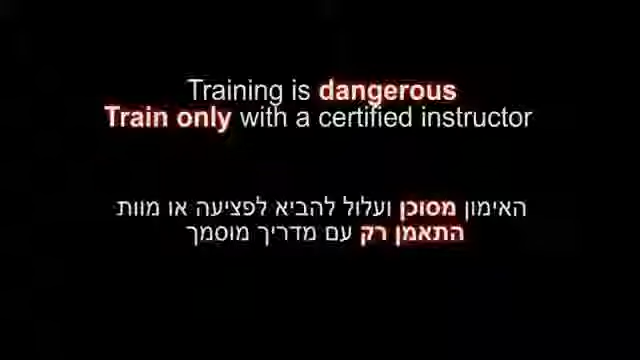 Training is dangerous
Train only with a certified instructor
האימון מסוכן ועלול להביא לפציעה או מוות
התאמן רק עם מדריך מוסמך